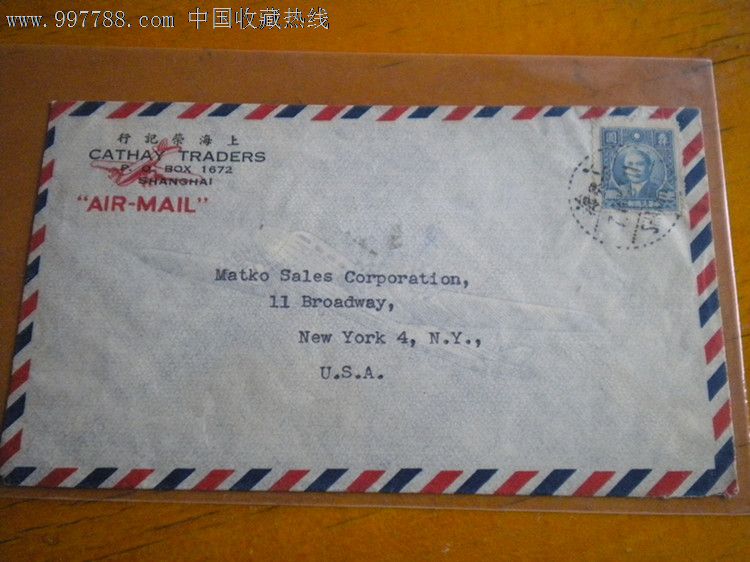 www.997788.com 中国收藏热线
行記榮海上
CATHAY TRADERS
P. O. BOX 1672
SHANGHAI
"AIR-MAIL"
Matko Sales Corporation,
11 Broadway,
New York 4, N.Y.,
U.S.A.